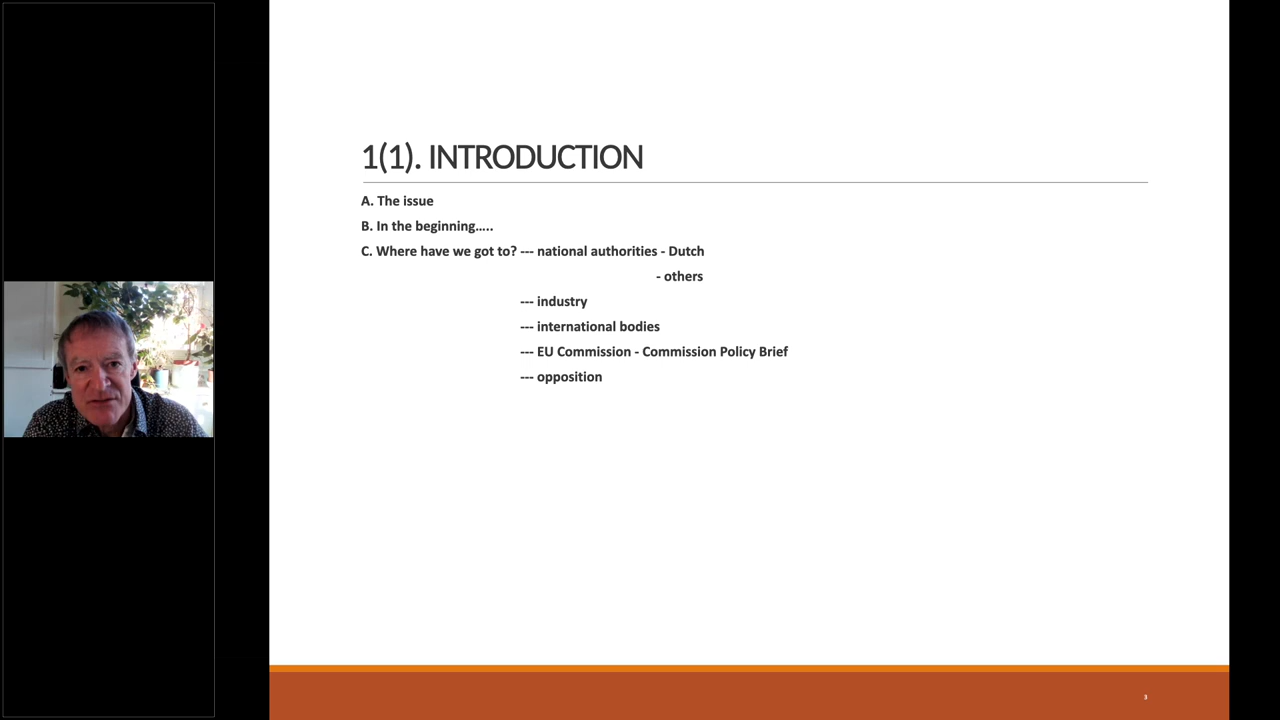 1(1). INTRODUCTION
A. The issue
B. In the beginning.....
C. Where have we got to? --- national authorities - Dutch
- others
--- industry
--- international bodies
--- EU Commission - Commission Policy Brief
--- opposition
3